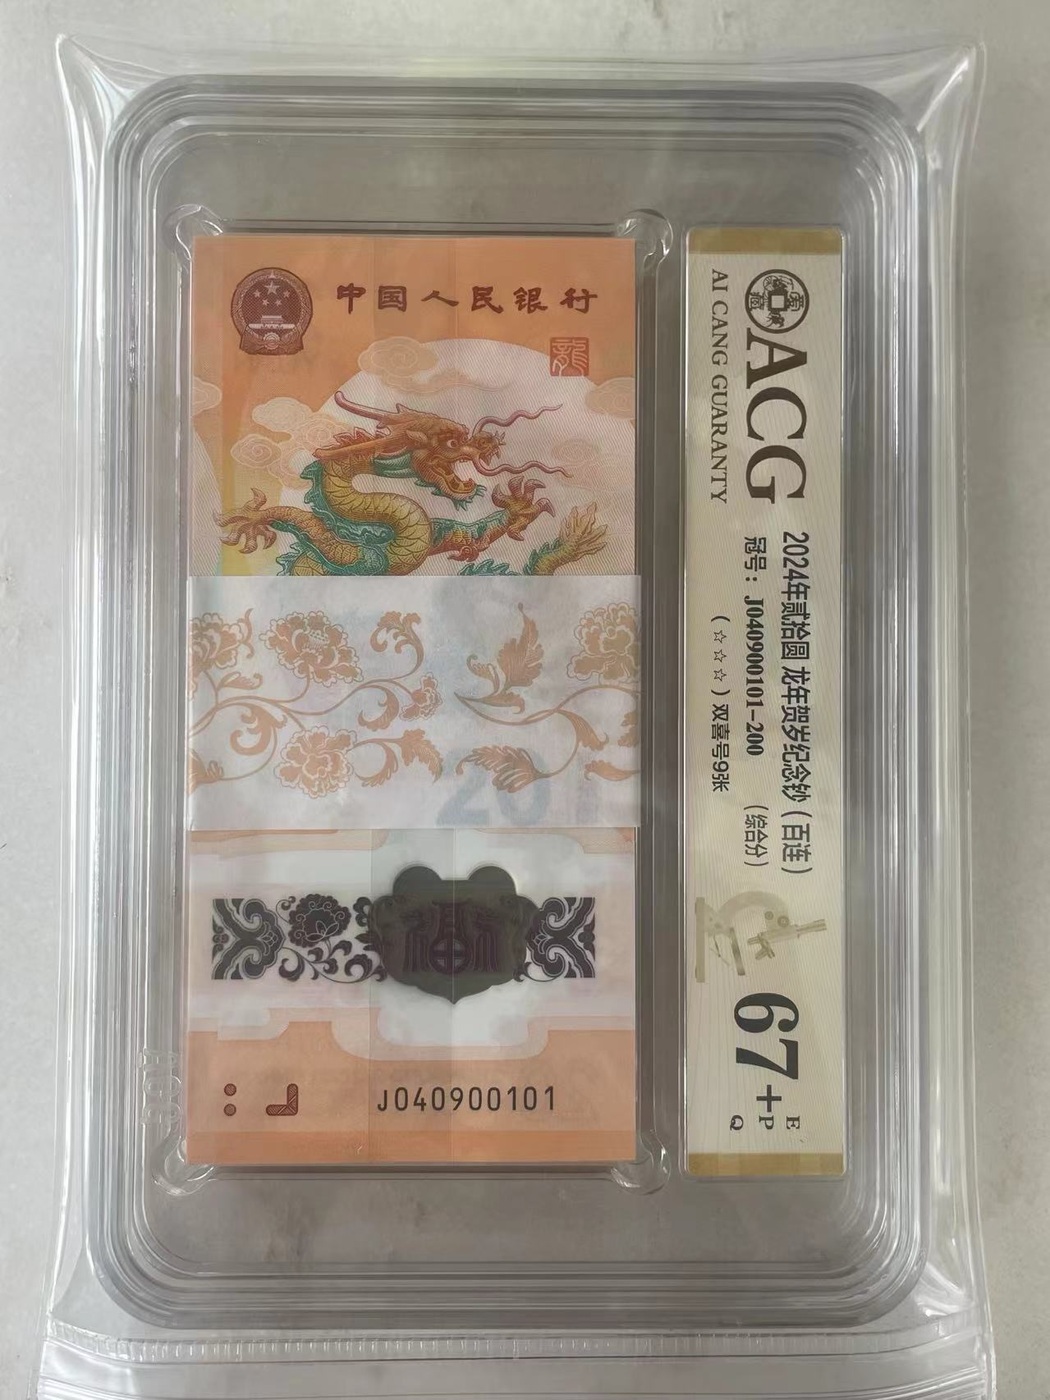 中国人民银行
龍
20
J040900101
ACG
AI CANG GUARANTY
2024年贰拾圆 龙年贺岁纪念钞（百连）
冠号：J040900101-200 （综合分）
（☆☆☆）双喜号9张
67+
E
P
Q